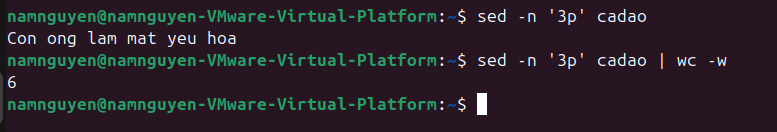 namnguyen@namnguyen-VMware-Virtual-Platform:~$ sed -n '3p' cadao
Con ong lam mat yeu hoa
namnguyen@namnguyen-VMware-Virtual-Platform:~$ sed -n '3p' cadao | wc -w
6
namnguyen@namnguyen-VMware-Virtual-Platform:~$